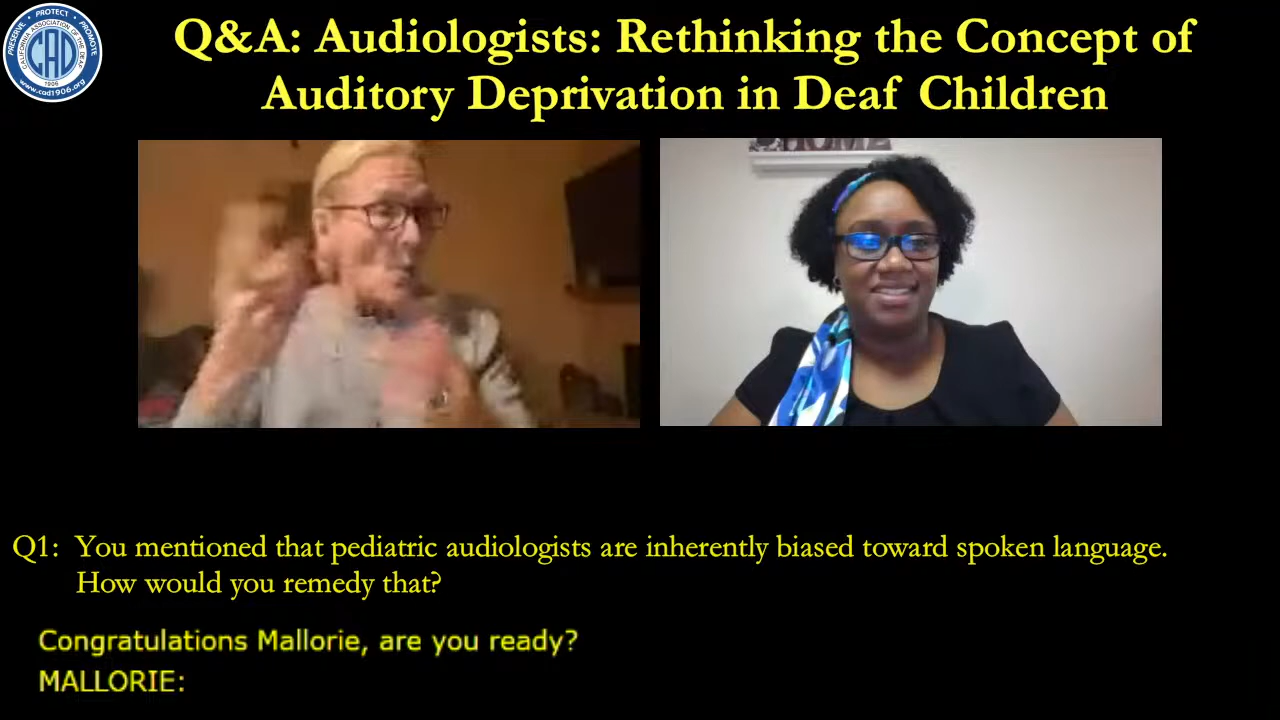 PRESERVE • PROTECT • PROMOTE
CALIFORNIA ASSOCIATION OF THE DEAF
CAD
1906
www.cad1906.org
Q&A: Audiologists: Rethinking the Concept of
Auditory Deprivation in Deaf Children
HOME
Q1: You mentioned that pediatric audiologists are inherently biased toward spoken language.
How would you remedy that?
Congratulations Mallorie, are you ready?
MALLORIE: